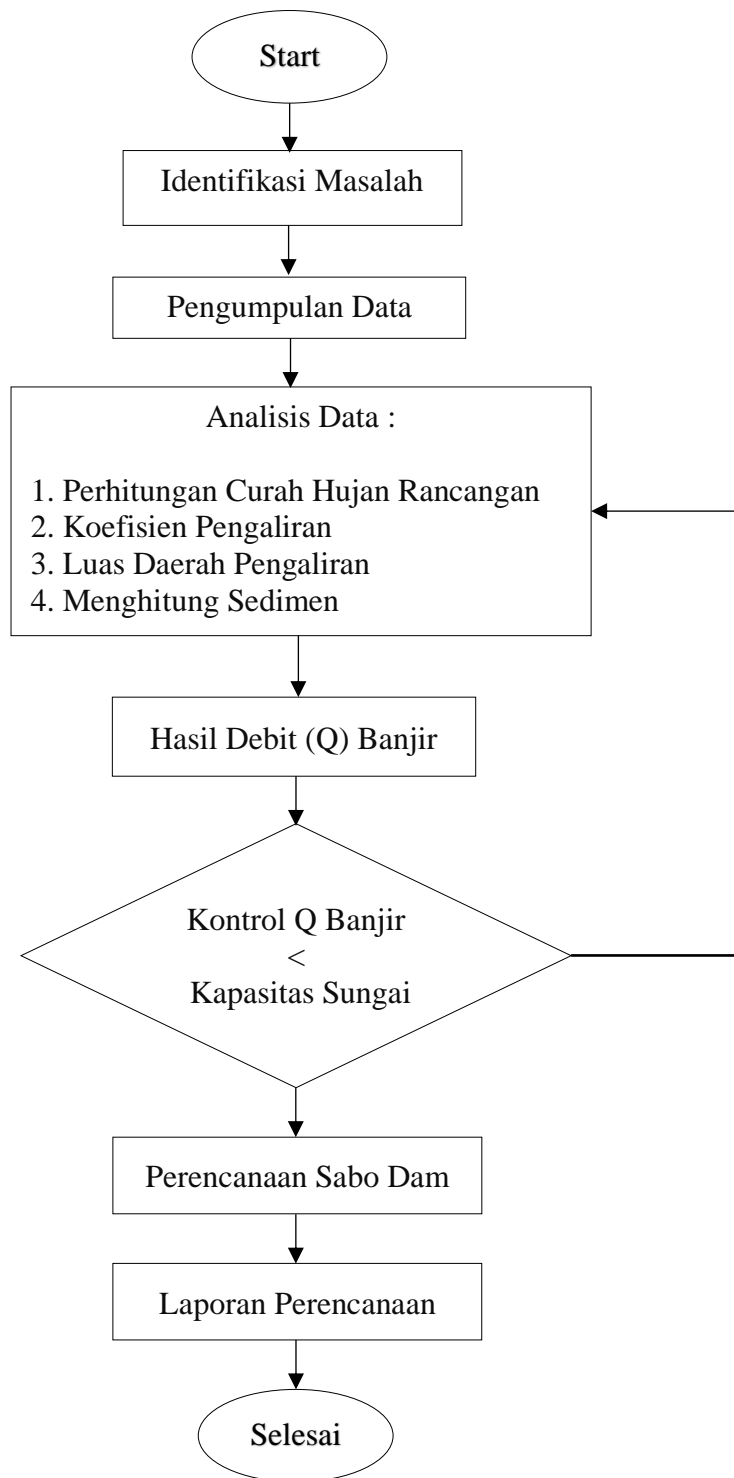 Start
Identifikasi Masalah
Pengumpulan Data
Analisis Data :
1. Perhitungan Curah Hujan Rancangan
2. Koefisien Pengaliran
3. Luas Daerah Pengaliran
4. Menghitung Sedimen
Hasil Debit (Q) Banjir
Kontrol Q Banjir
<
Kapasitas Sungai
Perencanaan Sabo Dam
Laporan Perencanaan
Selesai